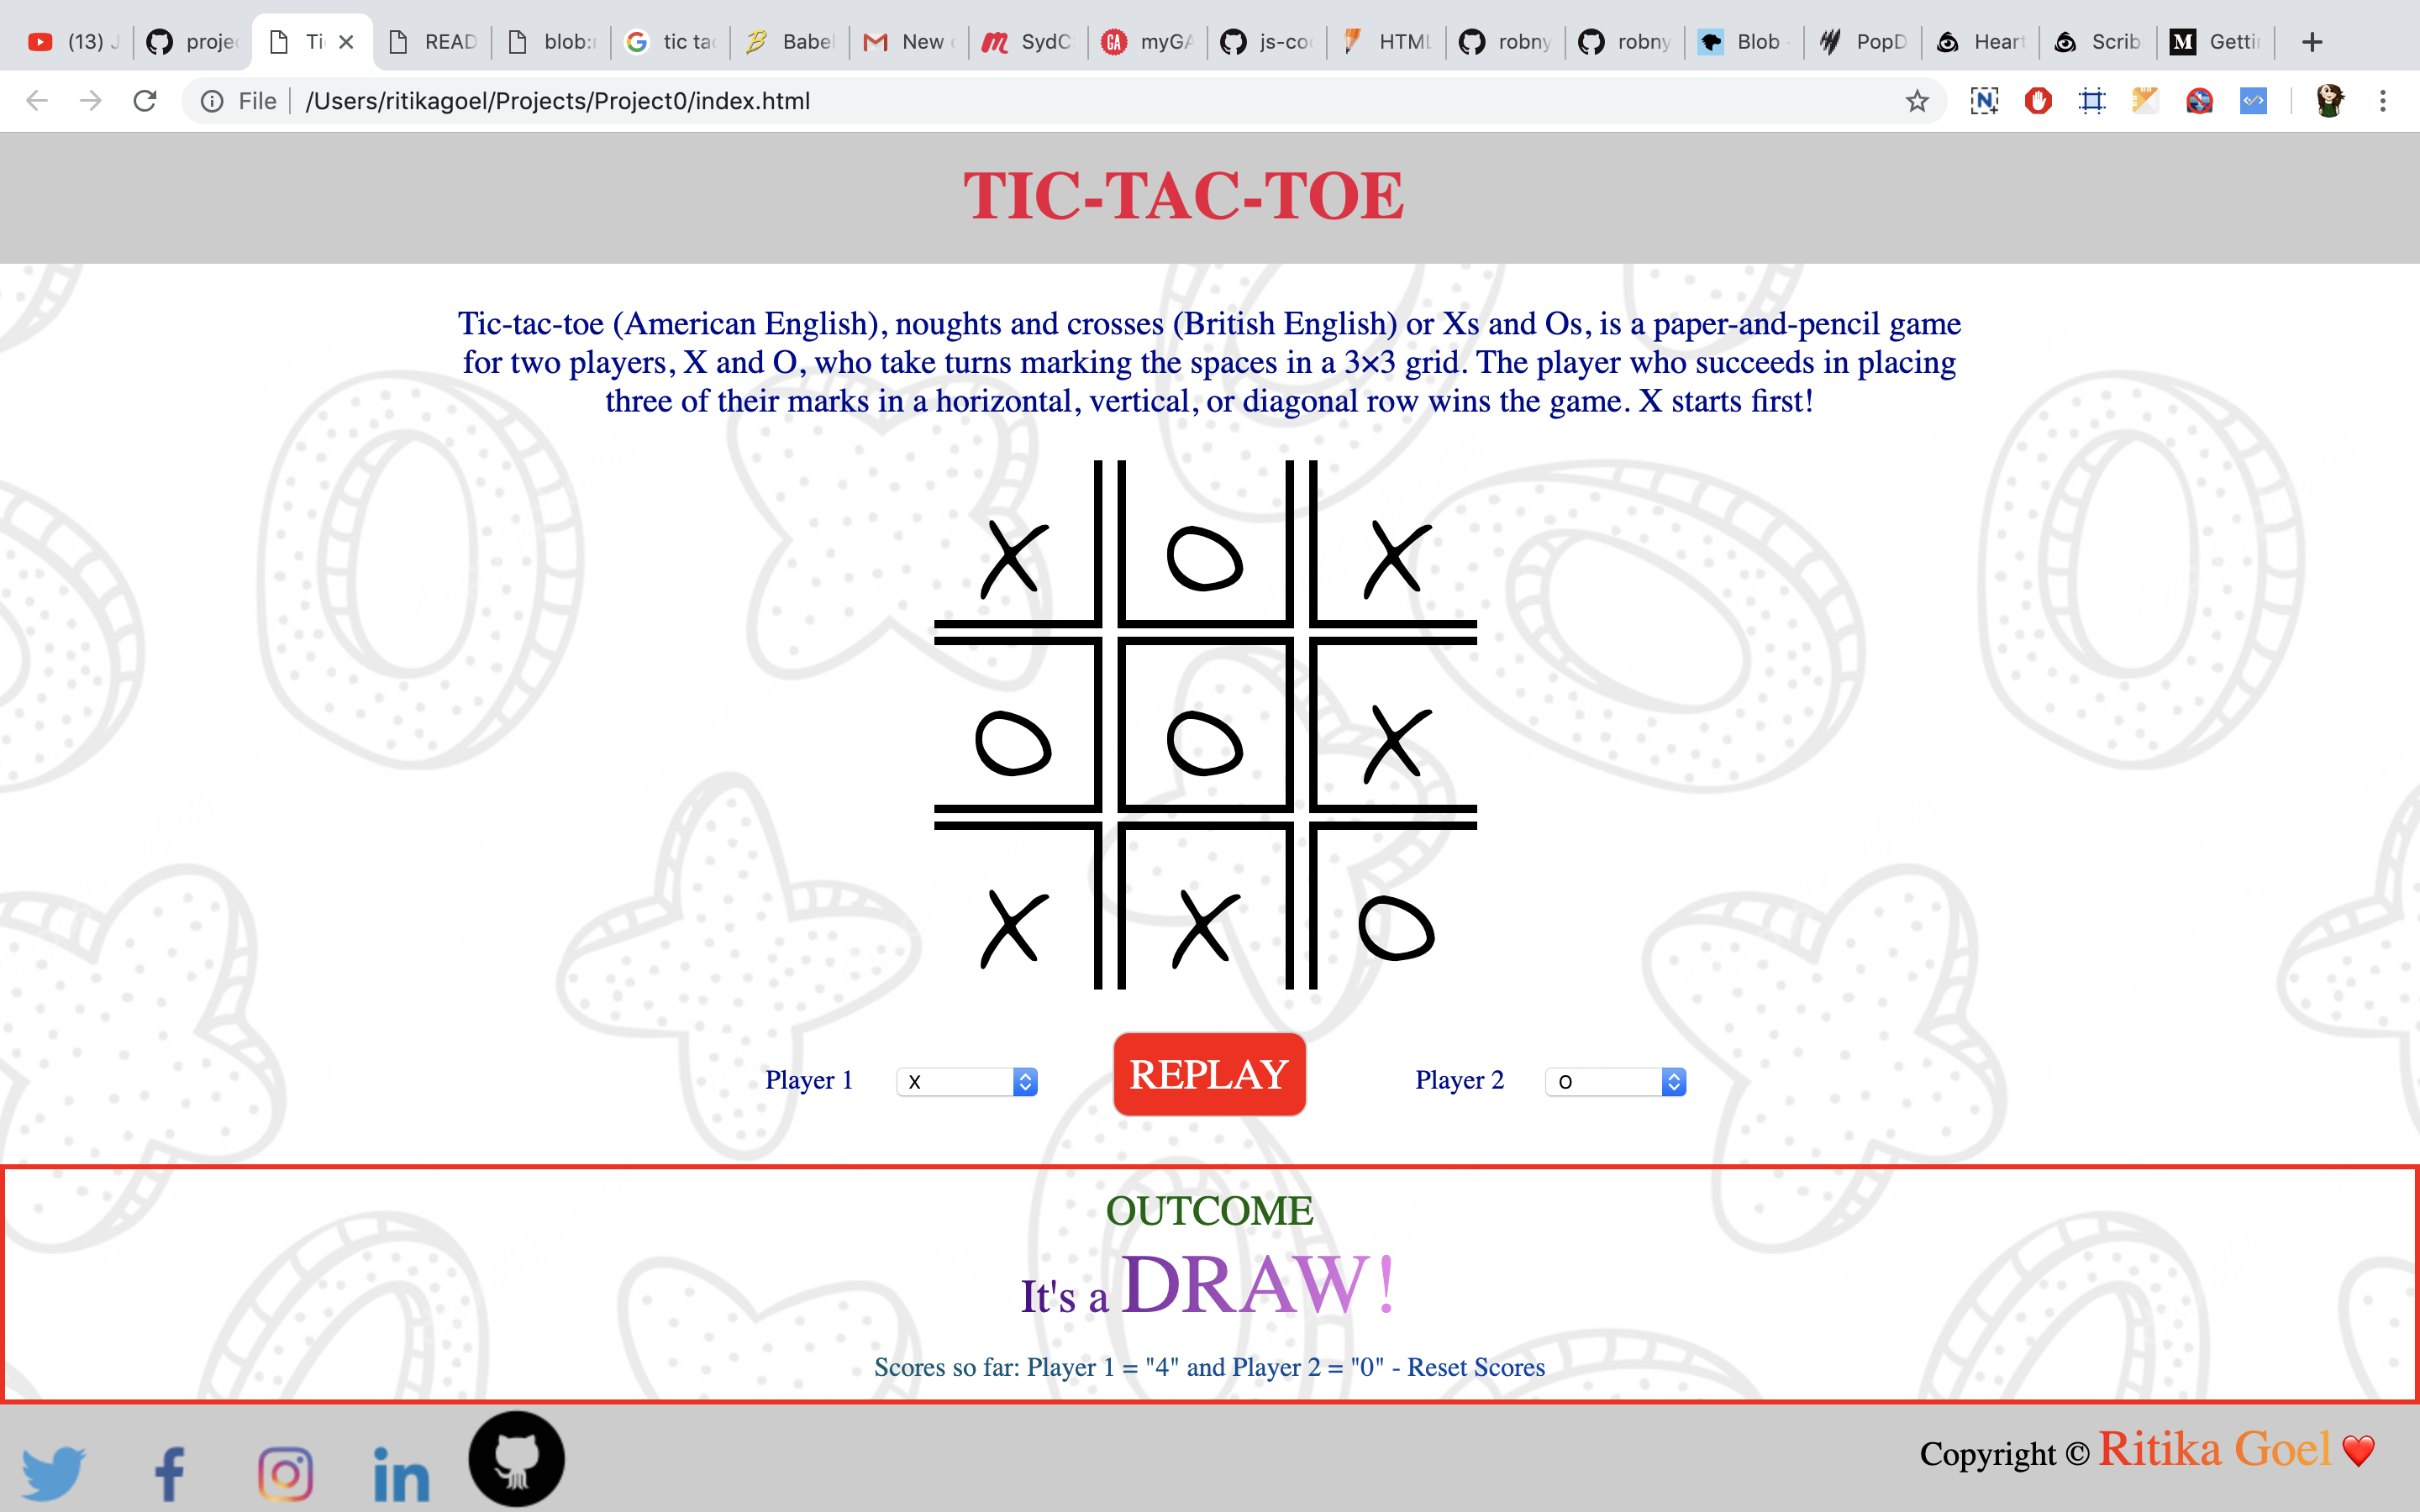 (13) J
projec
Ti
READ
blob:
tic tac
Babel
New
SydC
myGA
js-coc
HTML
robny
robny
Blob
PopD
Heart
Scrib
Gettin
File /Users/ritikagoel/Projects/Project0/index.html
TIC-TAC-TOE
Tic-tac-toe (American English), noughts and crosses (British English) or Xs and Os, is a paper-and-pencil game
for two players, X and O, who take turns marking the spaces in a 3×3 grid. The player who succeeds in placing
three of their marks in a horizontal, vertical, or diagonal row wins the game. X starts first!
X O X
O O X
X X O
Player 1 X REPLAY Player 2 O
OUTCOME
It's a DRAW!
Scores so far: Player 1 = "4" and Player 2 = "0" - Reset Scores
Copyright © Ritika Goel ❤️